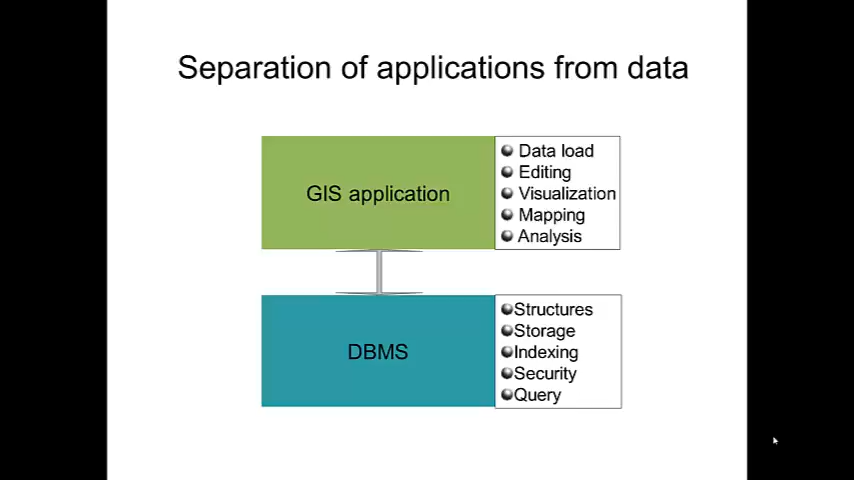 Separation of applications from data
GIS application
Data load
Editing
Visualization
Mapping
Analysis
DBMS
Structures
Storage
Indexing
Security
Query